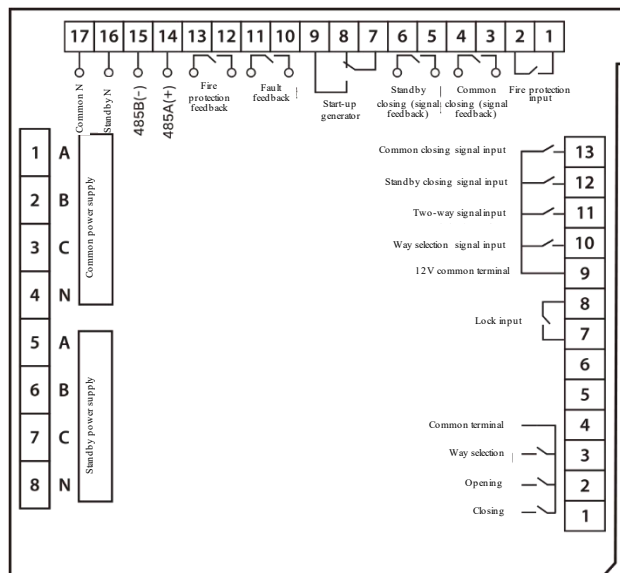 17 16 15 14 13 12 11 10 9 8 7 6 5 4 3 2 1
Common N
Standby N
485B(-)
485A(+)
Fire
protection
feedback
Fault
feedback
Start-up
generator
Standby
closing (signal
feedback)
Common
closing (signal
feedback)
Fire protection
input
1 A
2 B
3 C
4 N
Common power supply
5 A
6 B
7 C
8 N
Standby power supply
Common closing signal input 13
Standby closing signal input 12
Two-way signal input 11
Way selection signal input 10
12V common terminal 9
8
Lock input
7
6
5
Common terminal 4
Way selection 3
Opening 2
Closing 1